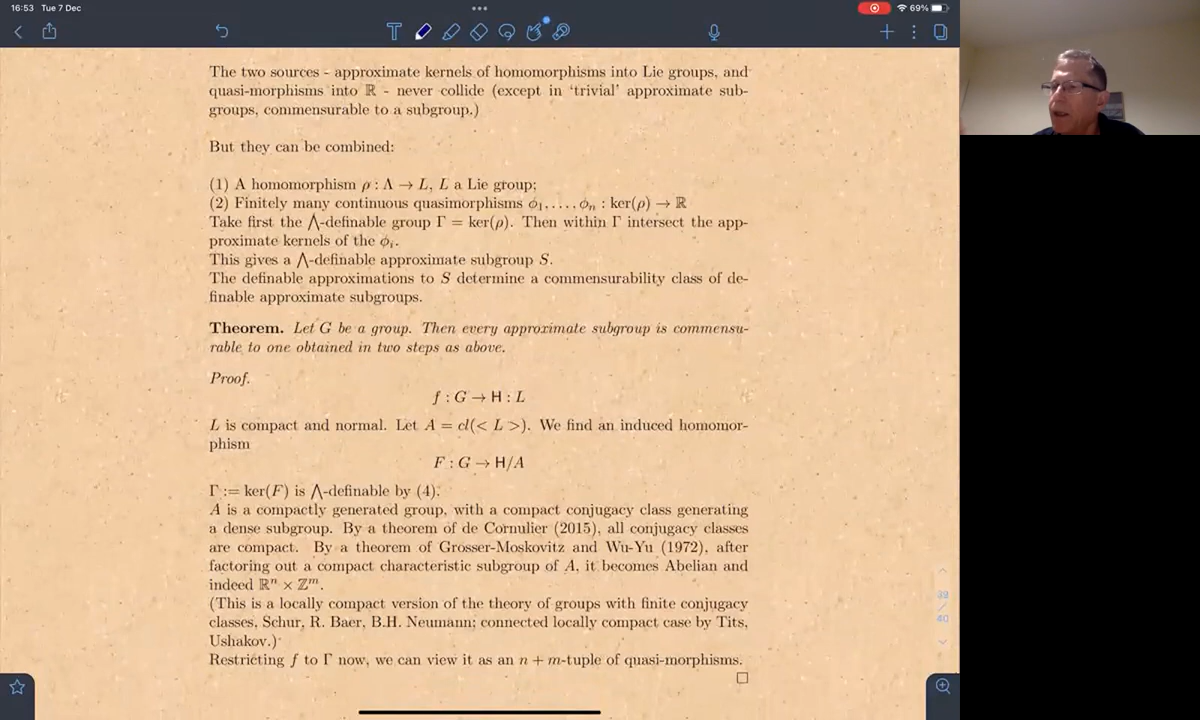 16:53 Tue 7 Dec
69%
The two sources - approximate kernels of homomorphisms into Lie groups, and
quasi-morphisms into ℝ - never collide (except in ‘trivial’ approximate sub-
groups, commensurable to a subgroup.)
But they can be combined:
(1) A homomorphism ρ : Λ → L, L a Lie group;
(2) Finitely many continuous quasimorphisms ϕ₁, . . . , ϕₙ : ker(ρ) → ℝ
Take first the ⋀-definable group Γ = ker(ρ). Then within Γ intersect the ap-
proximate kernels of the ϕᵢ.
This gives a ⋀-definable approximate subgroup S.
The definable approximations to S determine a commensurability class of de-
finable approximate subgroups.
Theorem. Let G be a group. Then every approximate subgroup is commensu-
rable to one obtained in two steps as above.
Proof.
f : G → H : L
L is compact and normal. Let A = cl(< L >). We find an induced homomor-
phism
F : G → H/A
Γ := ker(F) is ⋀-definable by (4).
A is a compactly generated group, with a compact conjugacy class generating
a dense subgroup. By a theorem of de Cornulier (2015), all conjugacy classes
are compact. By a theorem of Grosser-Moskovitz and Wu-Yu (1972), after
factoring out a compact characteristic subgroup of A, it becomes Abelian and
indeed ℝⁿ × ℤᵐ.
(This is a locally compact version of the theory of groups with finite conjugacy
classes, Schur, R. Baer, B.H. Neumann; connected locally compact case by Tits,
Ushakov.)
Restricting f to Γ now, we can view it as an n + m-tuple of quasi-morphisms.
□
39
/
40